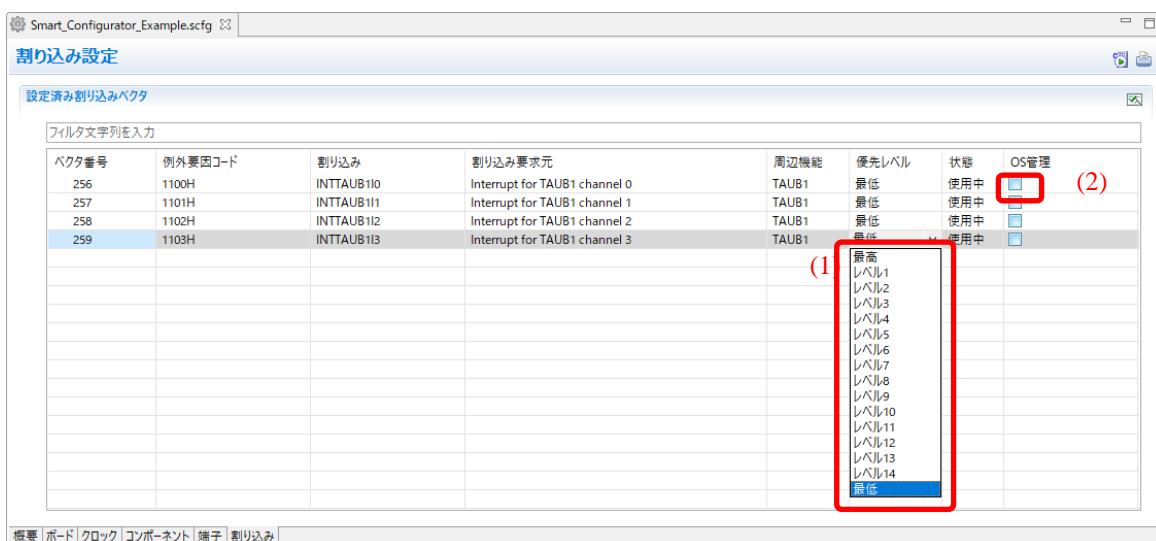 Smart_Configurator_Example.scfg
割り込み設定
設定済み割り込みベクタ
フィルタ文字列を入力
ベクタ番号 例外要因コード 割り込み 割り込み要求元 周辺機能 優先レベル 状態 OS管理
256 1100H INTTAUB1I0 Interrupt for TAUB1 channel 0 TAUB1 最低 使用中 (2)
257 1101H INTTAUB1I1 Interrupt for TAUB1 channel 1 TAUB1 最低 使用中
258 1102H INTTAUB1I2 Interrupt for TAUB1 channel 2 TAUB1 最低 使用中
259 1103H INTTAUB1I3 Interrupt for TAUB1 channel 3 TAUB1 最低 使用中
(1) 最高
レベル1
レベル2
レベル3
レベル4
レベル5
レベル6
レベル7
レベル8
レベル9
レベル10
レベル11
レベル12
レベル13
レベル14
最低
概要 ボード クロック コンポーネント 端子 割り込み